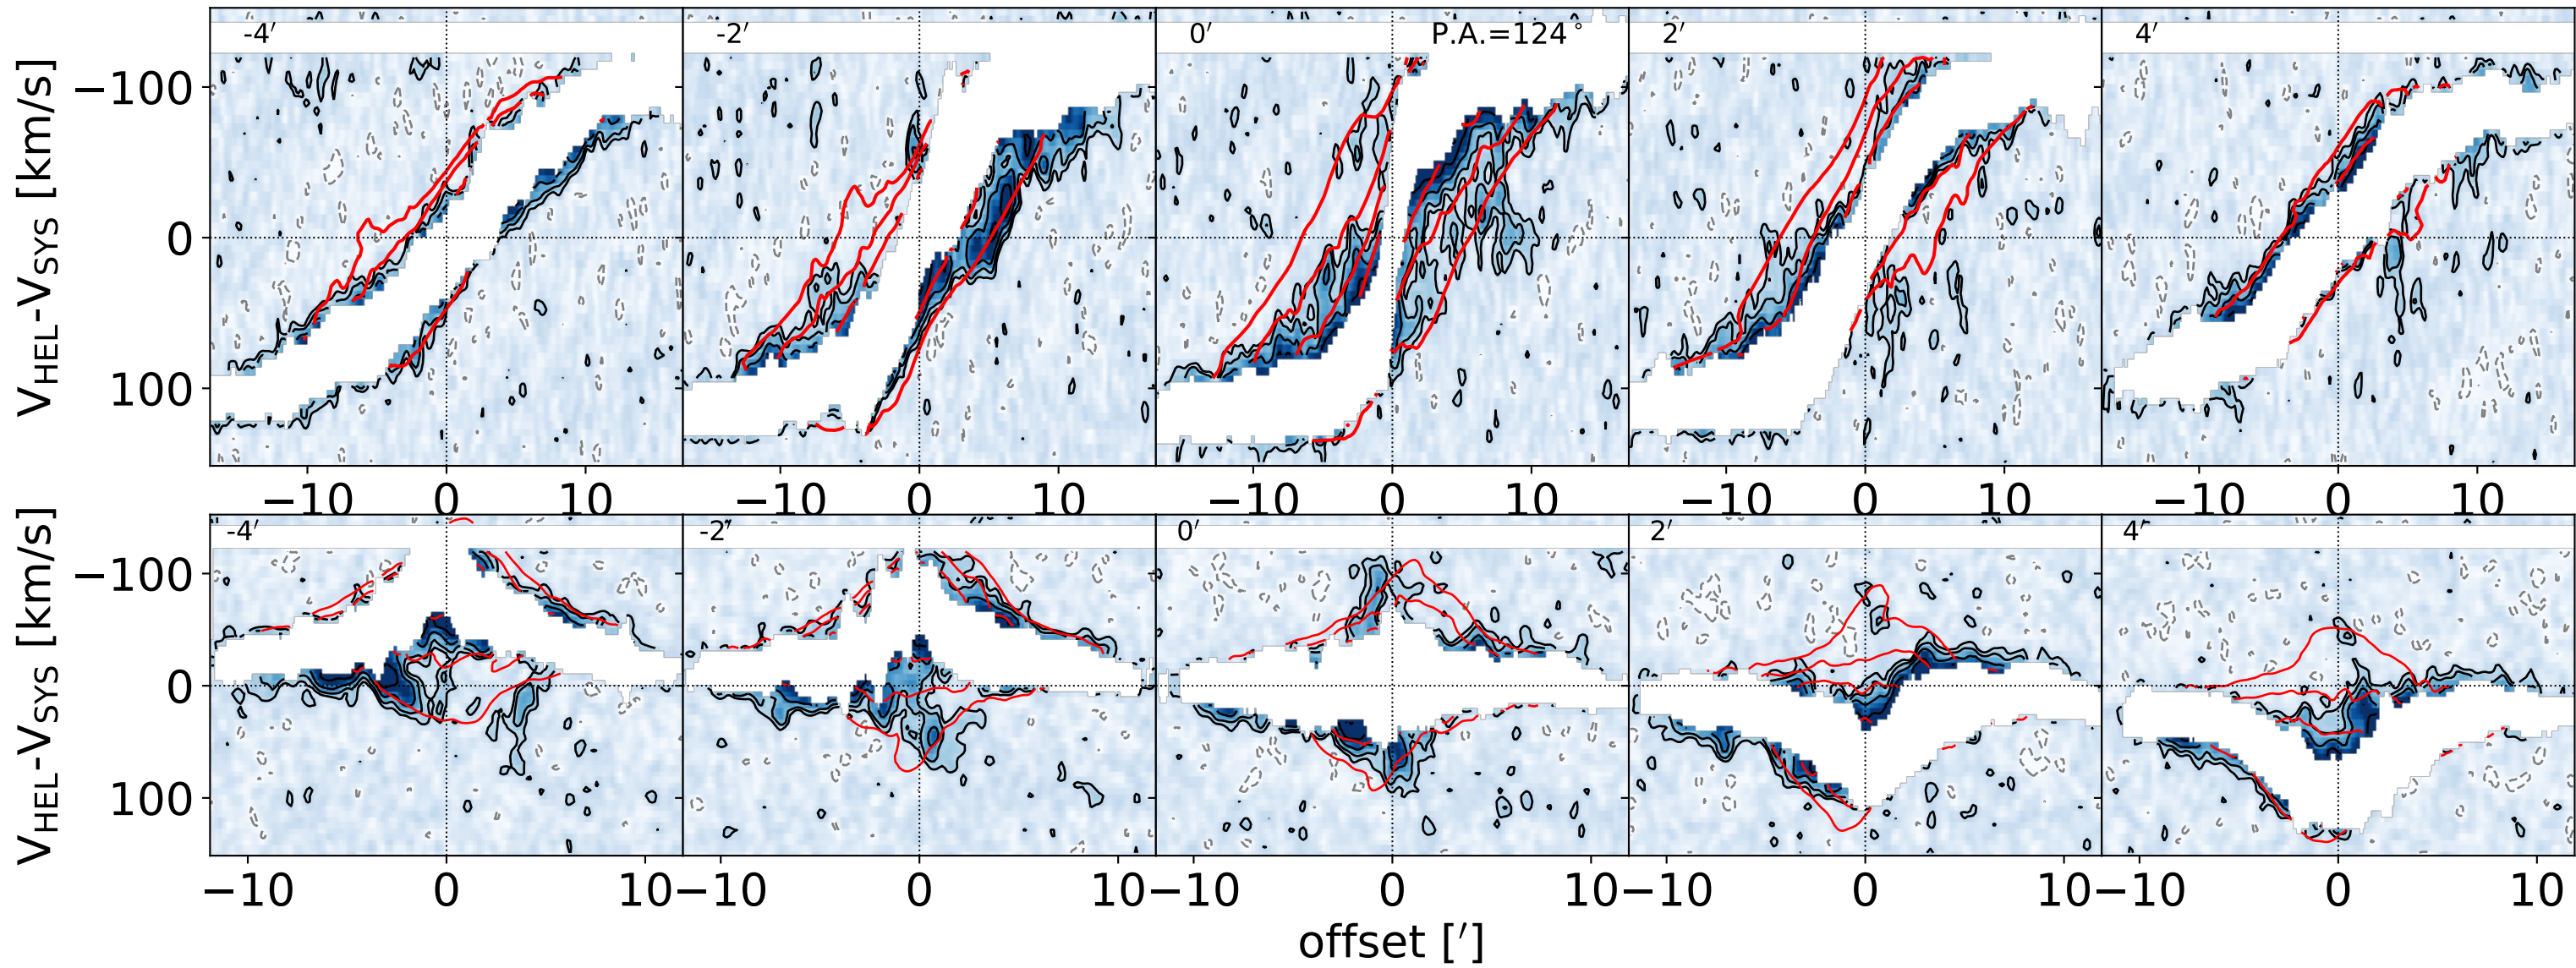 -4′ -2′ 0′ P.A.=124° 2′ 4′
V_HEL-V_SYS [km/s]
−100
0
100
−10 0 10 −10 0 10 −10 0 10 −10 0 10 −10 0 10
-4′ -2′ 0′ 2′ 4′
V_HEL-V_SYS [km/s]
−100
0
100
−10 0 10 −10 0 10 −10 0 10 −10 0 10 −10 0 10
offset [′]